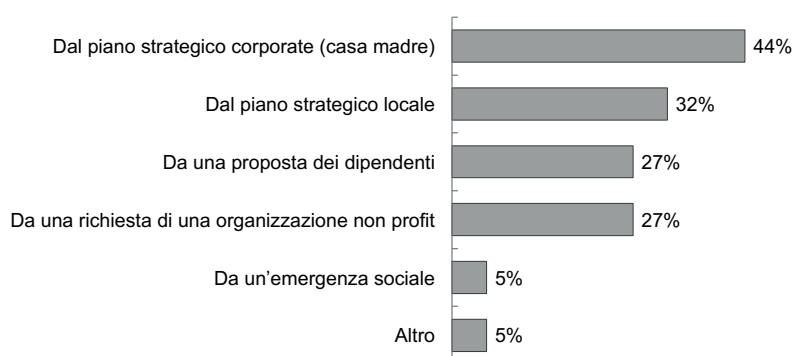 Dal piano strategico corporate (casa madre) 44%
Dal piano strategico locale 32%
Da una proposta dei dipendenti 27%
Da una richiesta di una organizzazione non profit 27%
Da un’emergenza sociale 5%
Altro 5%